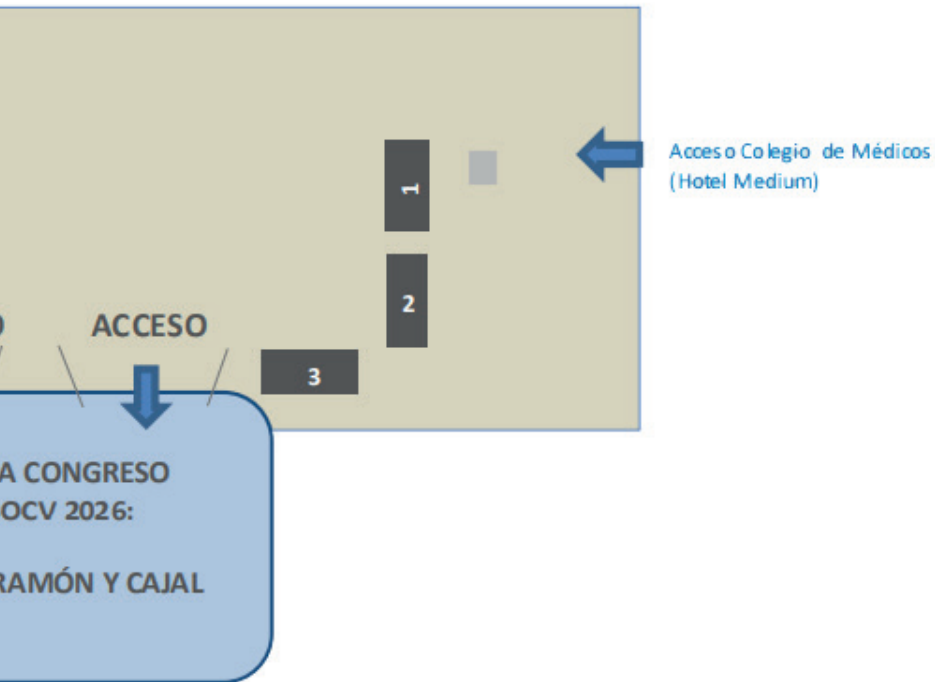 Acceso Colegio de Médicos
(Hotel Medium)
1
2
ACCESO
3
A CONGRESO
OCV 2026:
RAMÓN Y CAJAL